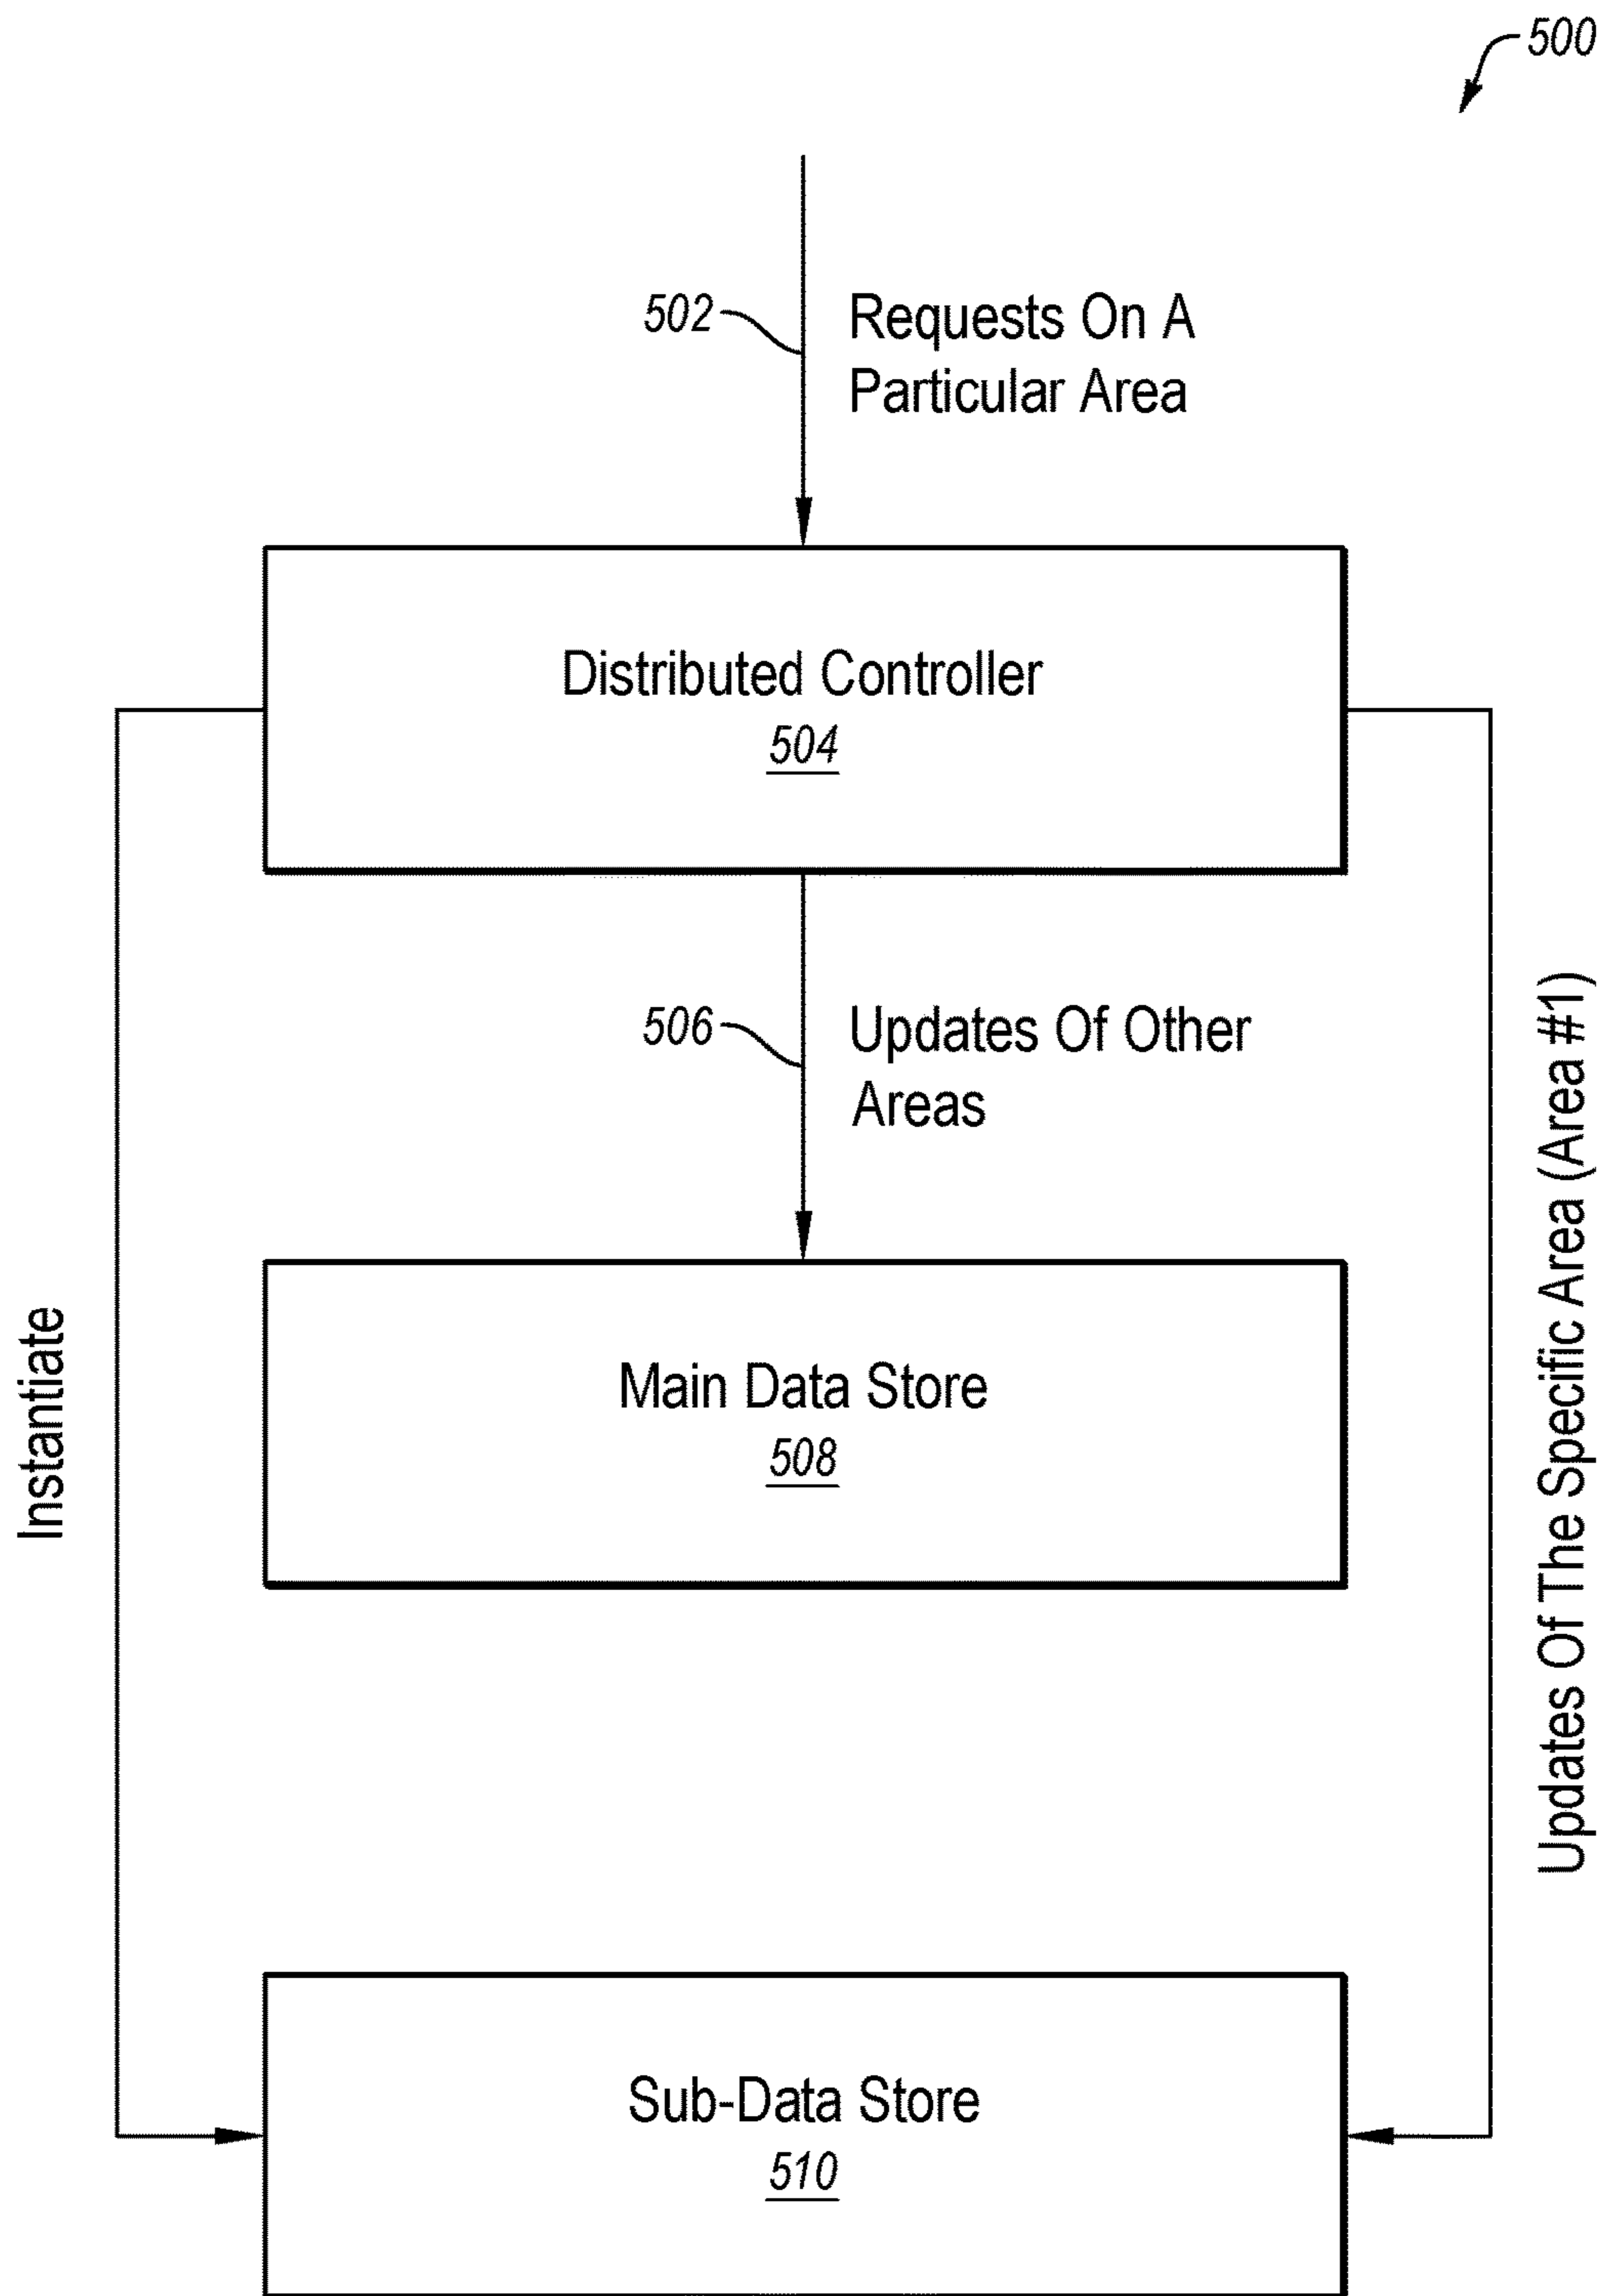 500
502
Requests On A
Particular Area
Distributed Controller
504
506
Updates Of Other
Areas
Instantiate
Updates Of The Specific Area (Area #1)
Main Data Store
508
Sub-Data Store
510